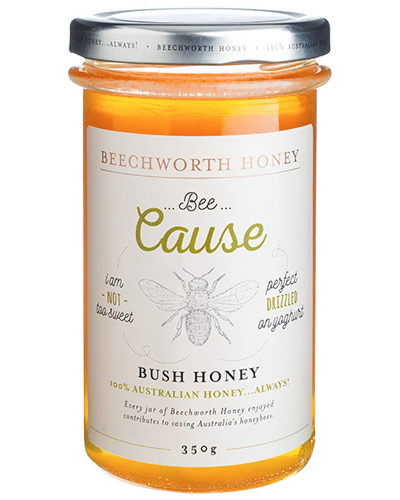 HONEY...ALWAYS! • BEECHWORTH HONEY • 100% AUSTRALIAN
BEECHWORTH HONEY
...Bee...
Cause
i am
- NOT -
too sweet
perfect
DRIZZLED
on yoghurt
BUSH HONEY
100% AUSTRALIAN HONEY...ALWAYS!
Every jar of Beechworth Honey enjoyed
contributes to saving Australia's honeybees.
350g